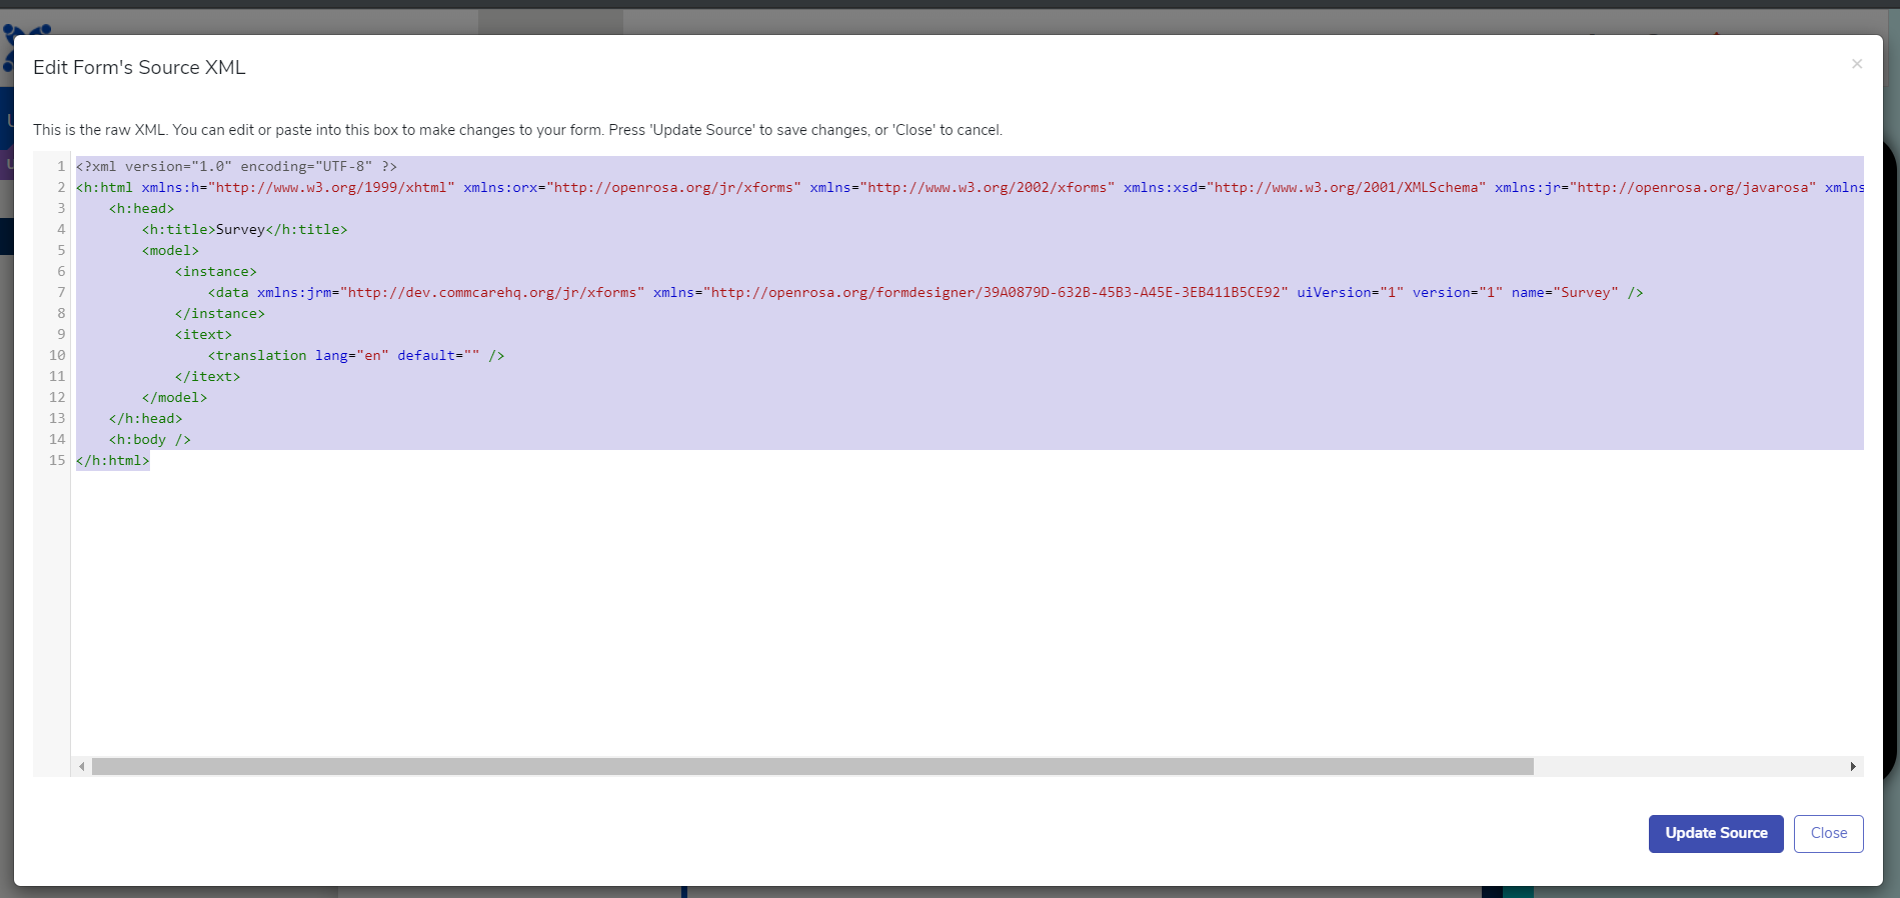 Edit Form's Source XML
×
This is the raw XML. You can edit or paste into this box to make changes to your form. Press 'Update Source' to save changes, or 'Close' to cancel.
1 <?xml version="1.0" encoding="UTF-8" ?>
2 <h:html xmlns:h="http://www.w3.org/1999/xhtml" xmlns:orx="http://openrosa.org/jr/xforms" xmlns="http://www.w3.org/2002/xforms" xmlns:xsd="http://www.w3.org/2001/XMLSchema" xmlns:jr="http://openrosa.org/javarosa" xmlns
3     <h:head>
4         <h:title>Survey</h:title>
5         <model>
6             <instance>
7                 <data xmlns:jrm="http://dev.commcarehq.org/jr/xforms" xmlns="http://openrosa.org/formdesigner/39A0879D-632B-45B3-A45E-3EB411B5CE92" uiVersion="1" version="1" name="Survey" />
8             </instance>
9             <itext>
10                 <translation lang="en" default="" />
11             </itext>
12         </model>
13     </h:head>
14     <h:body />
15 </h:html>
Update Source
Close